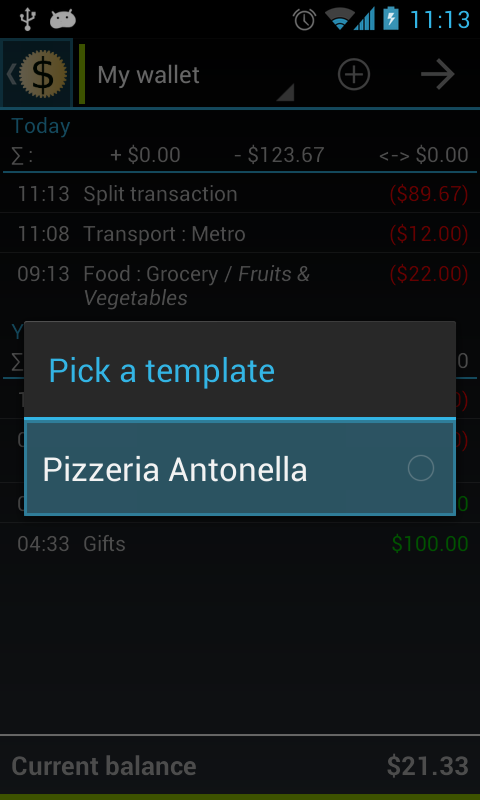 11:13
$
My wallet
Today
∑ : + $0.00 - $123.67 <-> $0.00
11:13 Split transaction ($89.67)
11:08 Transport : Metro ($12.00)
09:13 Food : Grocery / Fruits & ($22.00)
Vegetables
Pick a template
Pizzeria Antonella
04:33 Gifts $100.00
Current balance $21.33